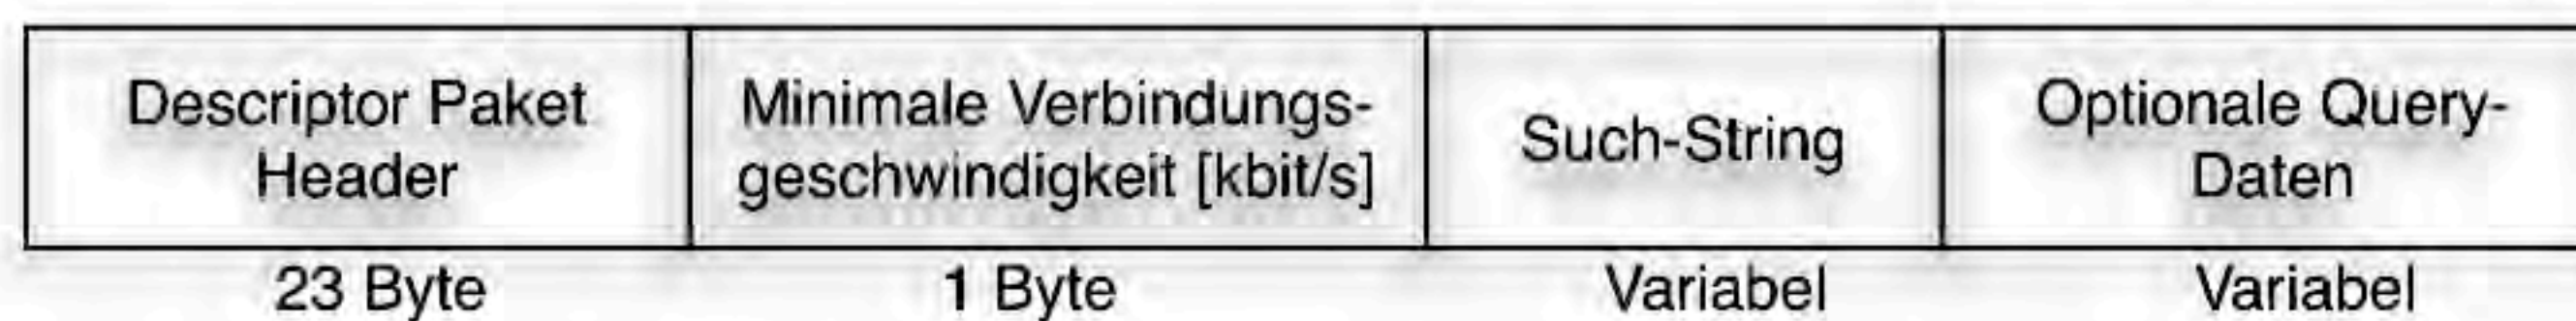 Descriptor Paket
Header
Minimale Verbindungs-
geschwindigkeit [kbit/s]
Such-String
Optionale Query-
Daten
23 Byte
1 Byte
Variabel
Variabel